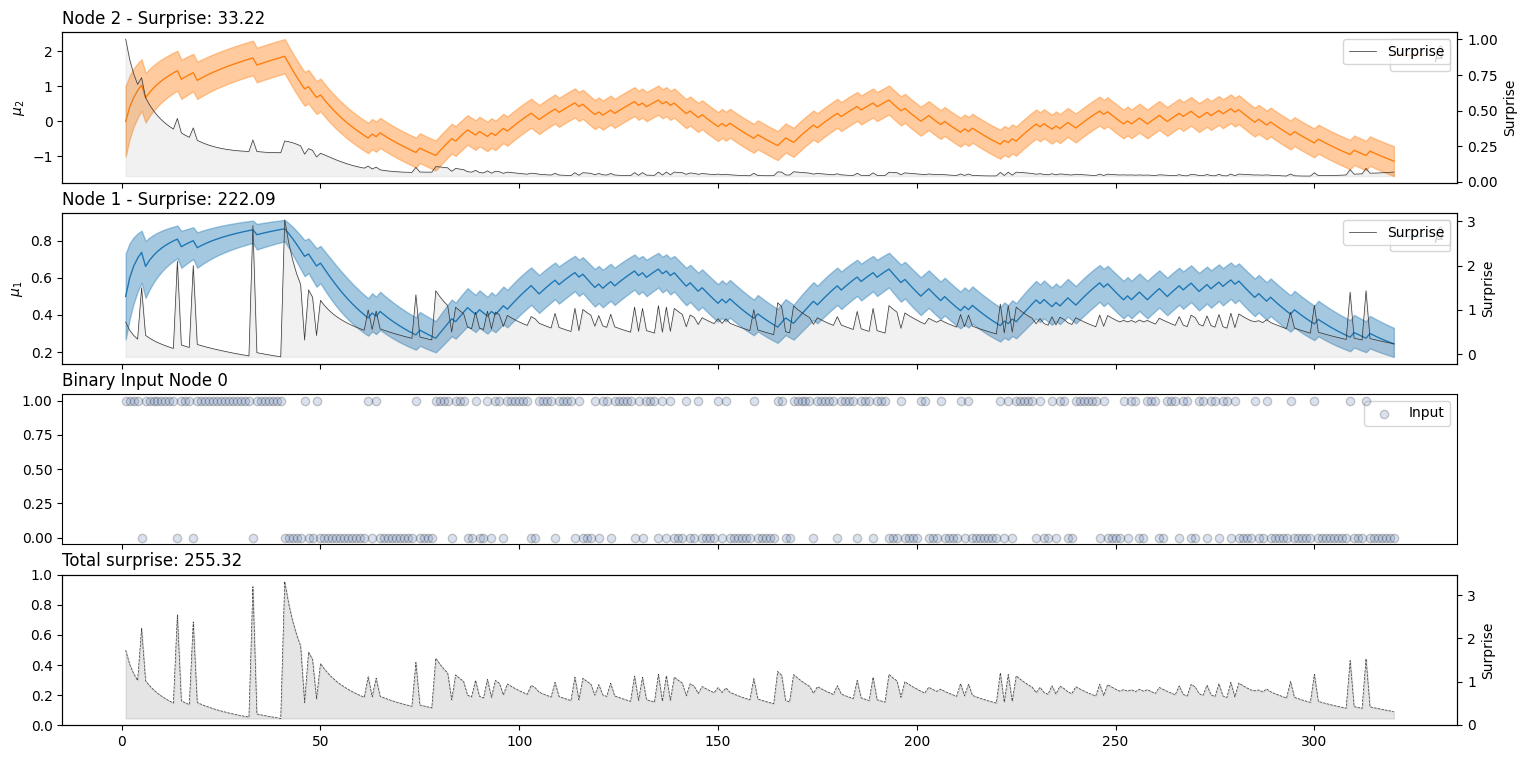 Node 2 - Surprise: 33.22
2
1
0
−1
μ₂
Surprise
μ
1.00
0.75
0.50
0.25
0.00
Surprise
Node 1 - Surprise: 222.09
0.8
0.6
0.4
0.2
μ₁
Surprise
μ
3
2
1
0
Surprise
Binary Input Node 0
1.00
0.75
0.50
0.25
0.00
Input
Total surprise: 255.32
1.0
0.8
0.6
0.4
0.2
0.0
3
2
1
0
Surprise
0 50 100 150 200 250 300